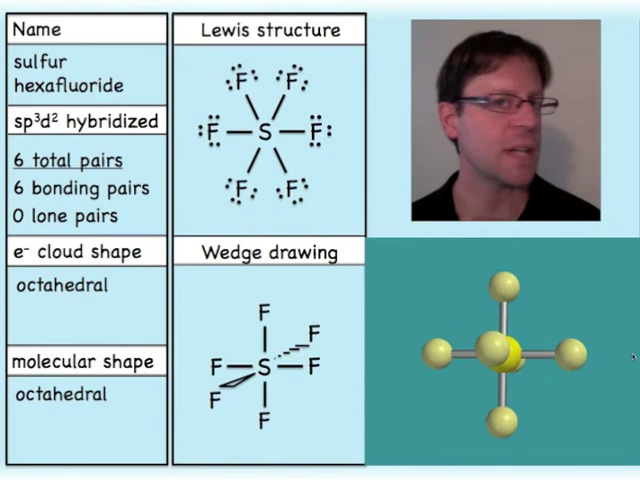 Name
sulfur
hexafluoride
sp³d² hybridized
6 total pairs
6 bonding pairs
0 lone pairs
e⁻ cloud shape
octahedral
molecular shape
octahedral
Lewis structure
F F
F S F
F F
Wedge drawing
F
F
F S F
F
F